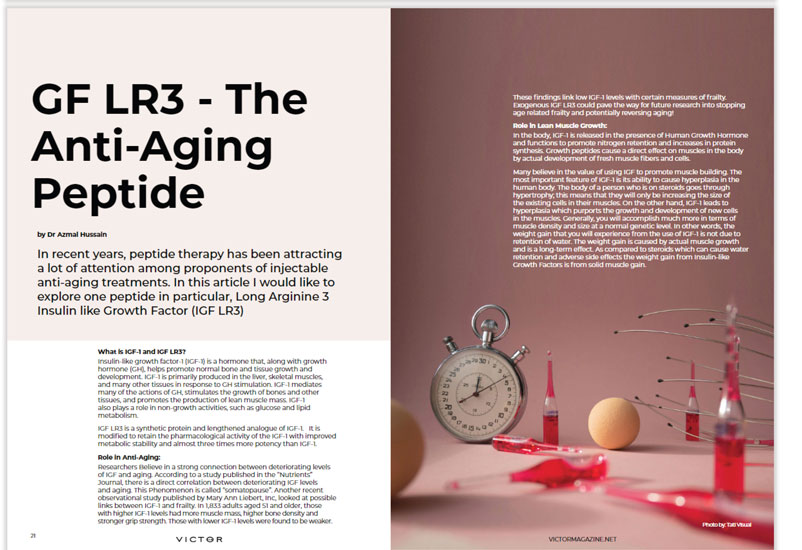 GF LR3 - The
Anti-Aging
Peptide
by Dr Azmal Hussain
In recent years, peptide therapy has been attracting
a lot of attention among proponents of injectable
anti-aging treatments. In this article I would like to
explore one peptide in particular, Long Arginine 3
Insulin like Growth Factor (IGF LR3)
What is IGF-1 and IGF LR3?
Insulin-like growth factor-1 (IGF-1) is a hormone that, along with growth
hormone (GH), helps promote normal bone and tissue growth and
development. IGF-1 is primarily produced in the liver, skeletal muscles,
and many other tissues in response to GH stimulation. IGF-1 mediates
many of the actions of GH, stimulates the growth of bones and other
tissues, and promotes the production of lean muscle mass. IGF-1
also plays a role in non-growth activities, such as glucose and lipid
metabolism.
IGF LR3 is a synthetic protein and lengthened analogue of IGF-1. It is
modified to retain the pharmacological activity of the IGF-1 with improved
metabolic stability and almost three times more potency than IGF-1.
Role in Anti-Aging:
Researchers Believe in a strong connection between deteriorating levels
of IGF and aging. According to a study published in the "Nutrients"
Journal, there is a direct correlation between deteriorating IGF levels
and aging. This Phenomenon is called "somatopause". Another recent
observational study published by Mary Ann Liebert, Inc, looked at possible
links between IGF-1 and frailty. In 1,833 adults aged 51 and older, those
with higher IGF-1 levels had more muscle mass, higher bone density and
stronger grip strength. Those with lower IGF-1 levels were found to be weaker.
21
VICTOR
These findings link low IGF-1 levels with certain measures of frailty.
Exogenous IGF LR3 could pave the way for future research into stopping
age related frailty and potentially reversing aging!
Role in Lean Muscle Growth:
In the body, IGF-1 is released in the presence of Human Growth Hormone
and functions to promote nitrogen retention and increases in protein
synthesis. Growth peptides cause a direct effect on muscles in the body
by actual development of fresh muscle fibers and cells.
Many believe in the value of using IGF to promote muscle building. The
most important feature of IGF-1 is its ability to cause hyperplasia in the
human body. The body of a person who is on steroids goes through
hypertrophy, this means that they will only be increasing the size of
the existing cells in their muscles. On the other hand, IGF-1 leads to
hyperplasia which purports the growth and development of new cells
in the muscles. Generally, you will accomplish much more in terms of
muscle density and size at a normal genetic level. In other words, the
weight gain that you will experience from the use of IGF-1 is not due to
retention of water. The weight gain is caused by actual muscle growth
and is a long-term effect. As compared to steroids which can cause water
retention and adverse side effects the weight gain from Insulin-like
Growth Factors is from solid muscle gain.
Photo by: Tati Visual
VICTORMAGAZINE.NET